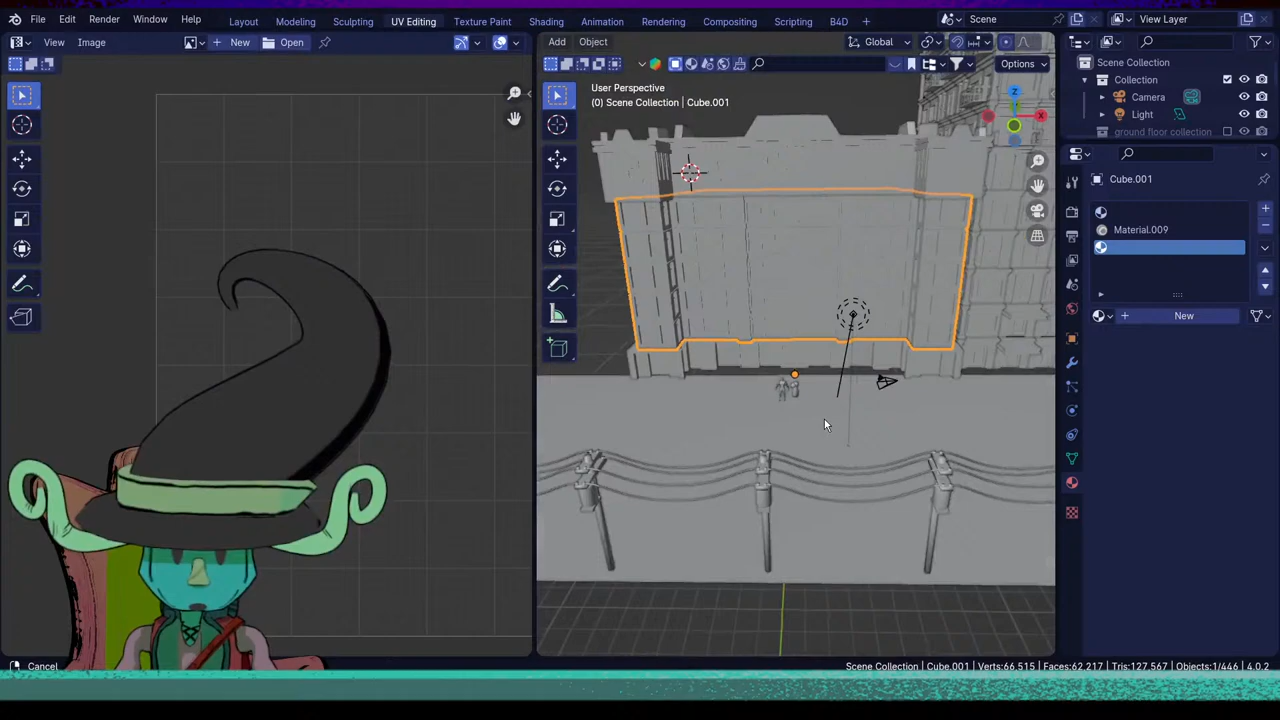 File Edit Render Window Help Layout Modeling Sculpting UV Editing Texture Paint Shading Animation Rendering Compositing Scripting B4D + Scene View Layer
View Image New Open Add Object Global
Options
User Perspective
(0) Scene Collection | Cube.001
Z
X
Scene Collection
Collection
Camera
Light
ground floor collection
Cube.001
Material.009
New
Cancel
Scene Collection | Cube.001 | Verts:66,515 | Faces:62,217 | Tris:127,567 | Objects:1/446 | 4.0.2